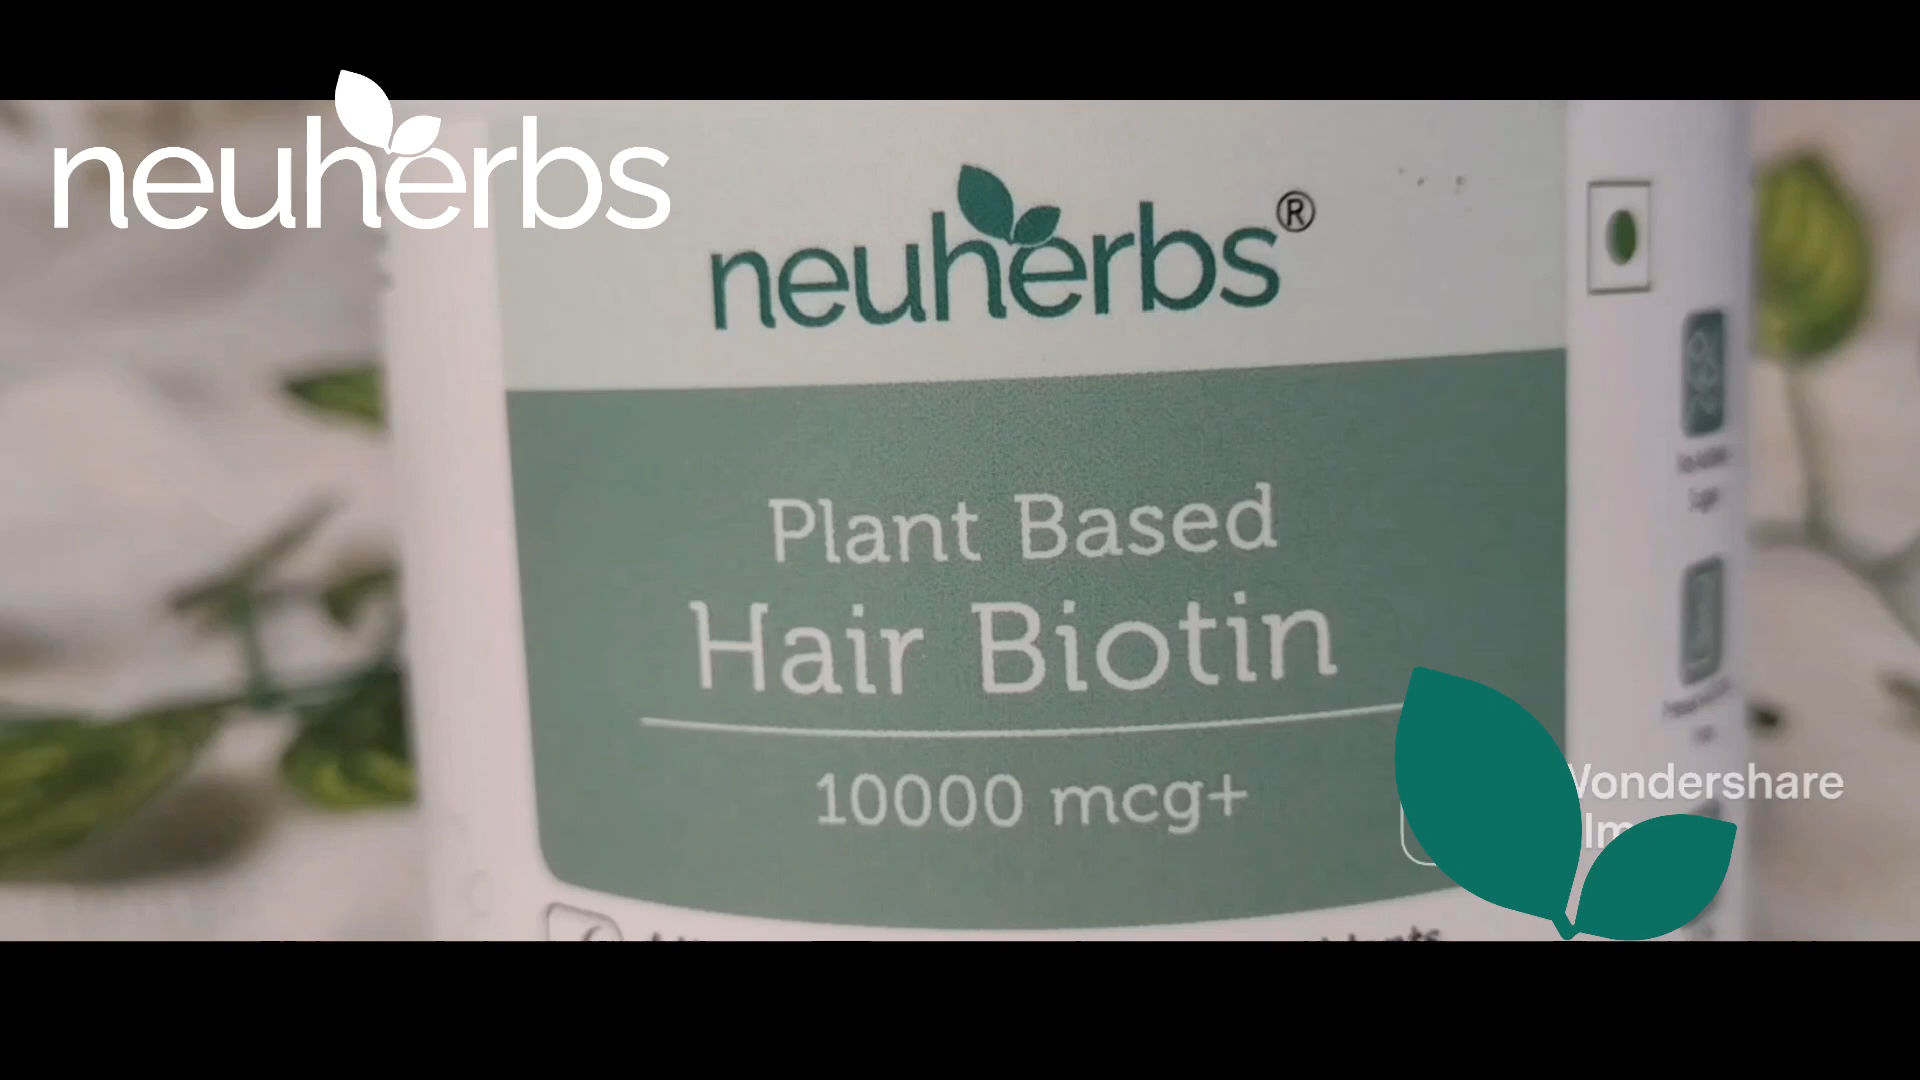 neuherbs
neuherbs®
Plant Based
Hair Biotin
10000 mcg+
Wondershare